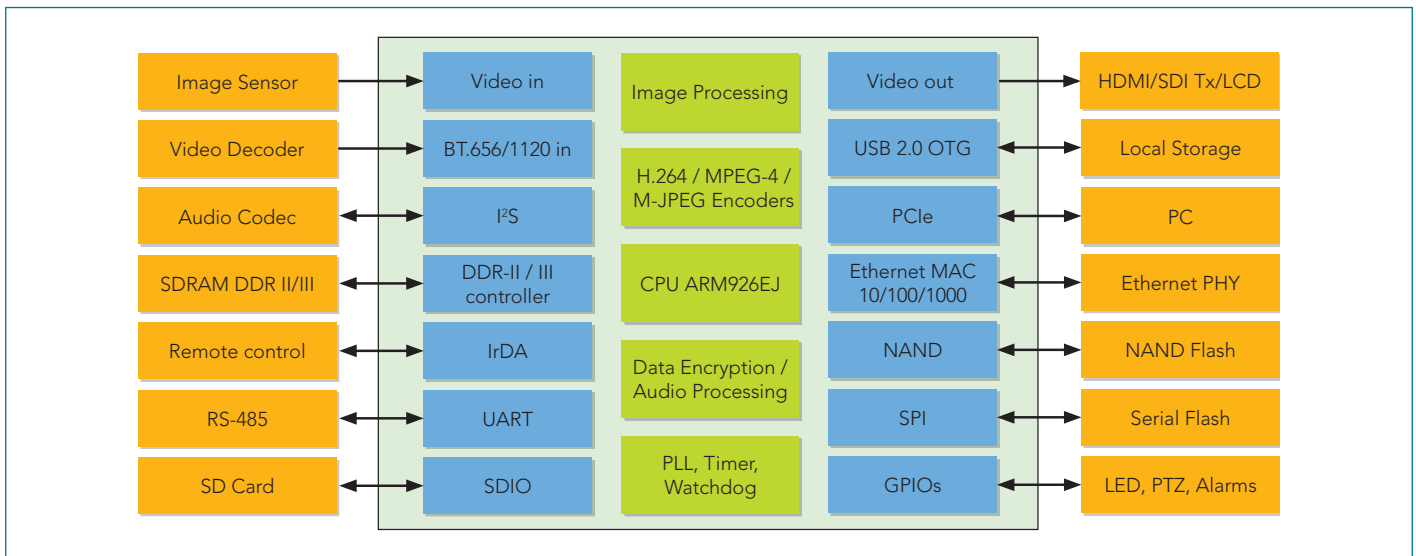 Image Sensor
Video in
Image Processing
Video out
HDMI/SDI Tx/LCD
Video Decoder
BT.656/1120 in
H.264 / MPEG-4 /
M-JPEG Encoders
USB 2.0 OTG
Local Storage
Audio Codec
I²S
PCIe
PC
SDRAM DDR II/III
DDR-II / III
controller
CPU ARM926EJ
Ethernet MAC
10/100/1000
Ethernet PHY
Remote control
IrDA
Data Encryption /
Audio Processing
NAND
NAND Flash
RS-485
UART
SPI
Serial Flash
SD Card
SDIO
PLL, Timer,
Watchdog
GPIOs
LED, PTZ, Alarms